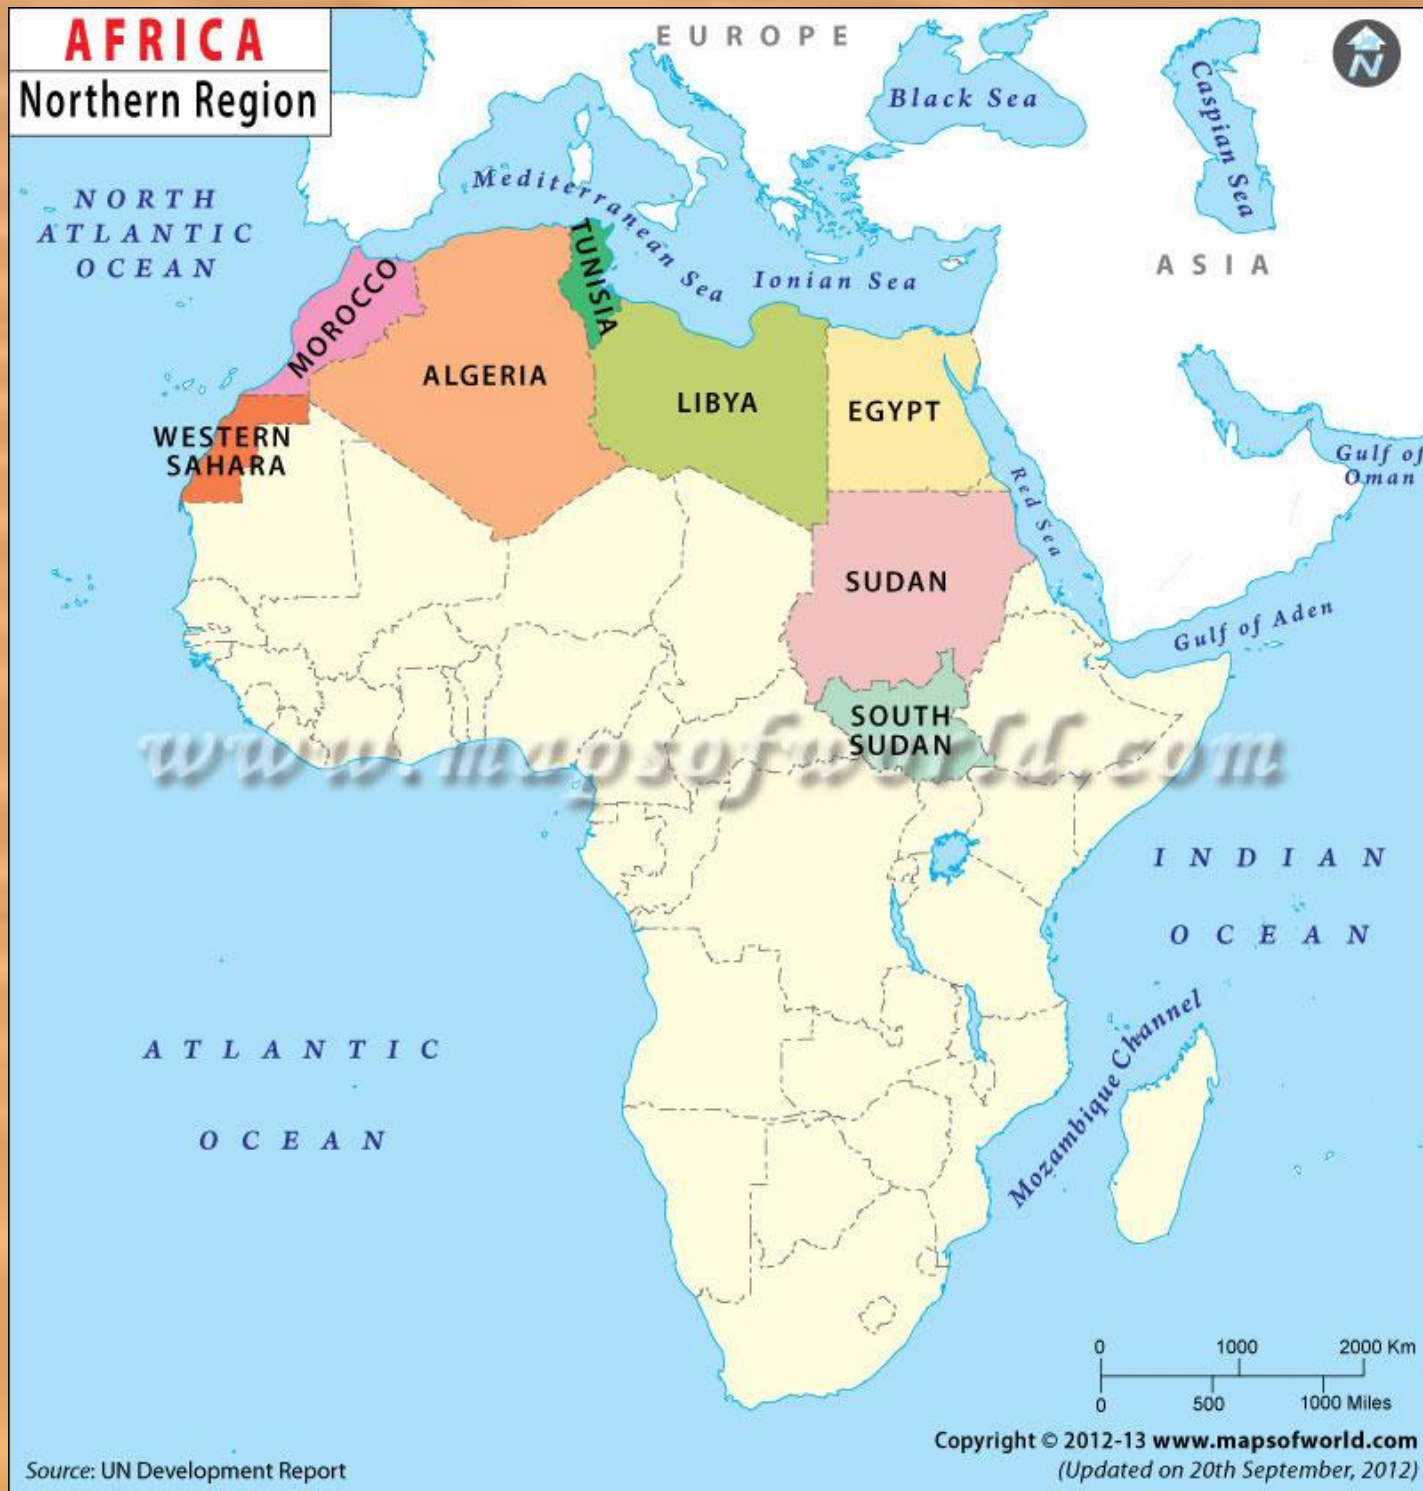 AFRICA
Northern Region
EUROPE
Black Sea
Caspian Sea
N
NORTH
ATLANTIC
OCEAN
Mediterranean Sea
Ionian Sea
ASIA
MOROCCO
TUNISIA
ALGERIA
LIBYA
EGYPT
WESTERN
SAHARA
Gulf of
Oman
Red Sea
SUDAN
Gulf of Aden
SOUTH
SUDAN
www.mapsofworld.com
INDIAN
OCEAN
Mozambique Channel
ATLANTIC
OCEAN
0 1000 2000 Km
0 500 1000 Miles
Copyright © 2012-13 www.mapsofworld.com
Source: UN Development Report
(Updated on 20th September, 2012)